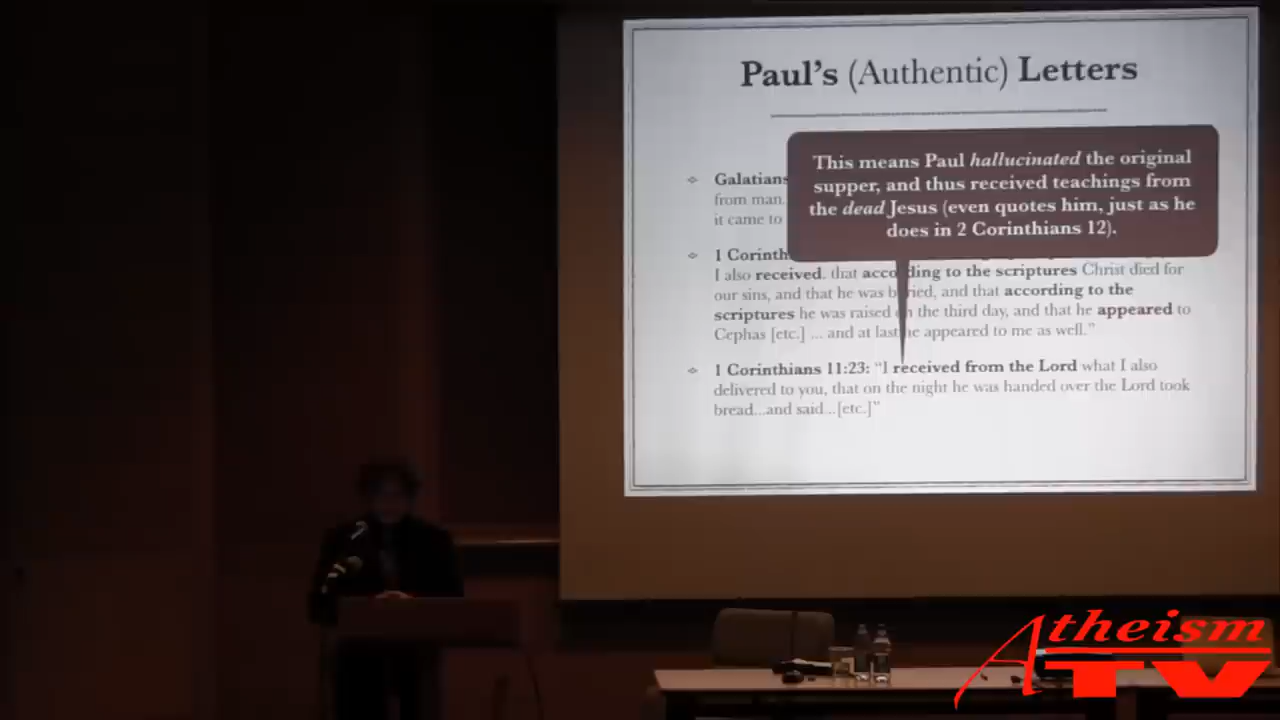 Paul's (Authentic) Letters
This means Paul hallucinated the original
supper, and thus received teachings from
the dead Jesus (even quotes him, just as he
does in 2 Corinthians 12).
Galatians
from man.
it came to
1 Corinth
I also received, that according to the scriptures Christ died for
our sins, and that he was buried, and that according to the
scriptures he was raised on the third day, and that he appeared to
Cephas [etc.] ... and at last he appeared to me as well."
1 Corinthians 11:23: "I received from the Lord what I also
delivered to you, that on the night he was handed over the Lord took
bread...and said...[etc.]"
Atheism
TV